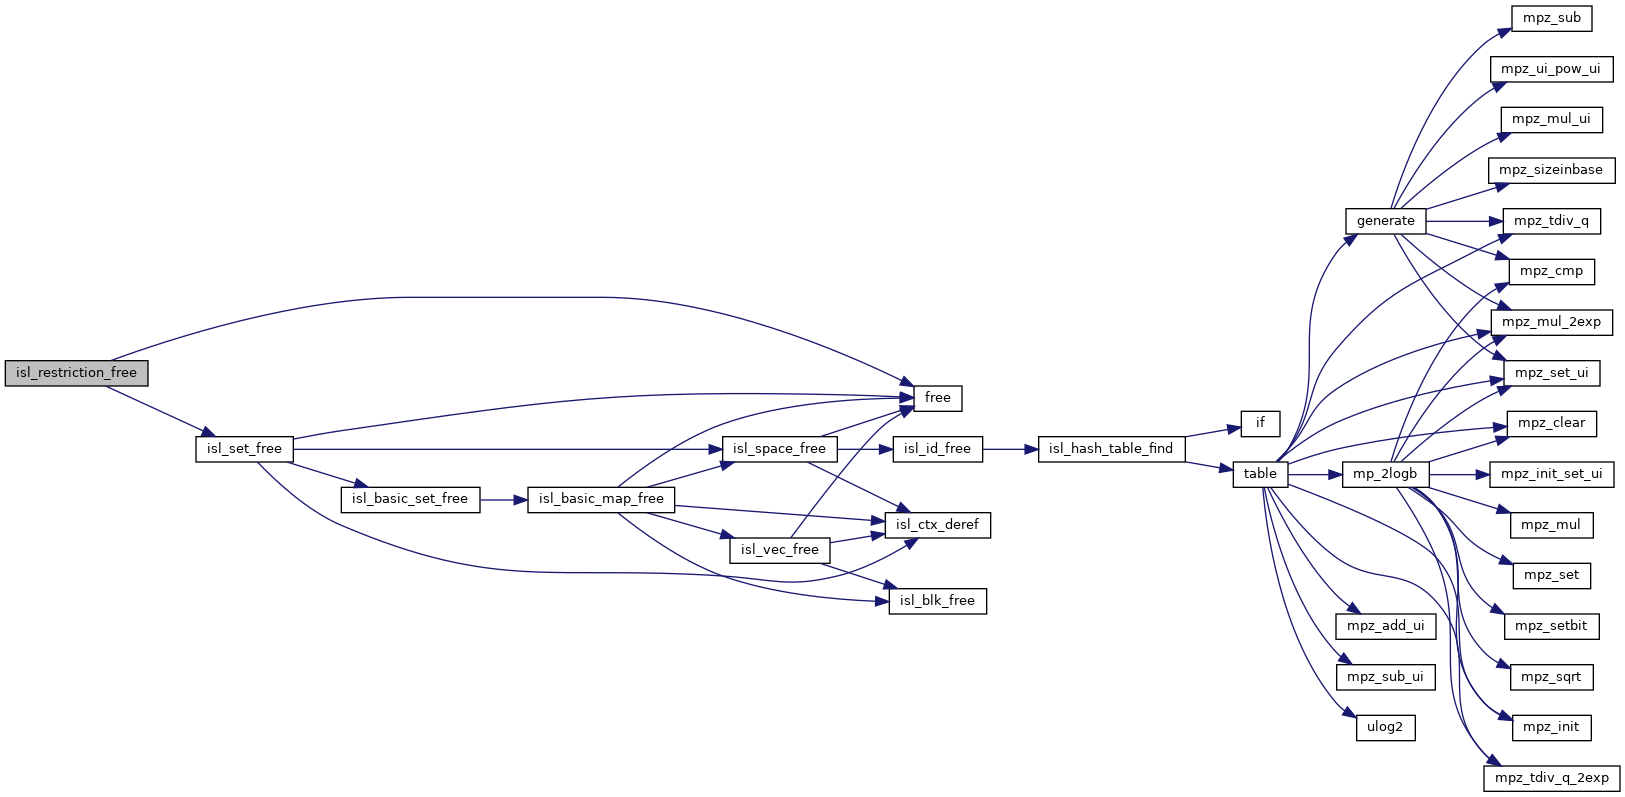 isl_restriction_free
isl_set_free
isl_basic_set_free
isl_basic_map_free
isl_space_free
isl_vec_free
free
isl_id_free
isl_ctx_deref
isl_blk_free
isl_hash_table_find
if
table
generate
mp_2logb
mpz_add_ui
mpz_sub_ui
ulog2
mpz_sub
mpz_ui_pow_ui
mpz_mul_ui
mpz_sizeinbase
mpz_tdiv_q
mpz_cmp
mpz_mul_2exp
mpz_set_ui
mpz_clear
mpz_init_set_ui
mpz_mul
mpz_set
mpz_setbit
mpz_sqrt
mpz_init
mpz_tdiv_q_2exp